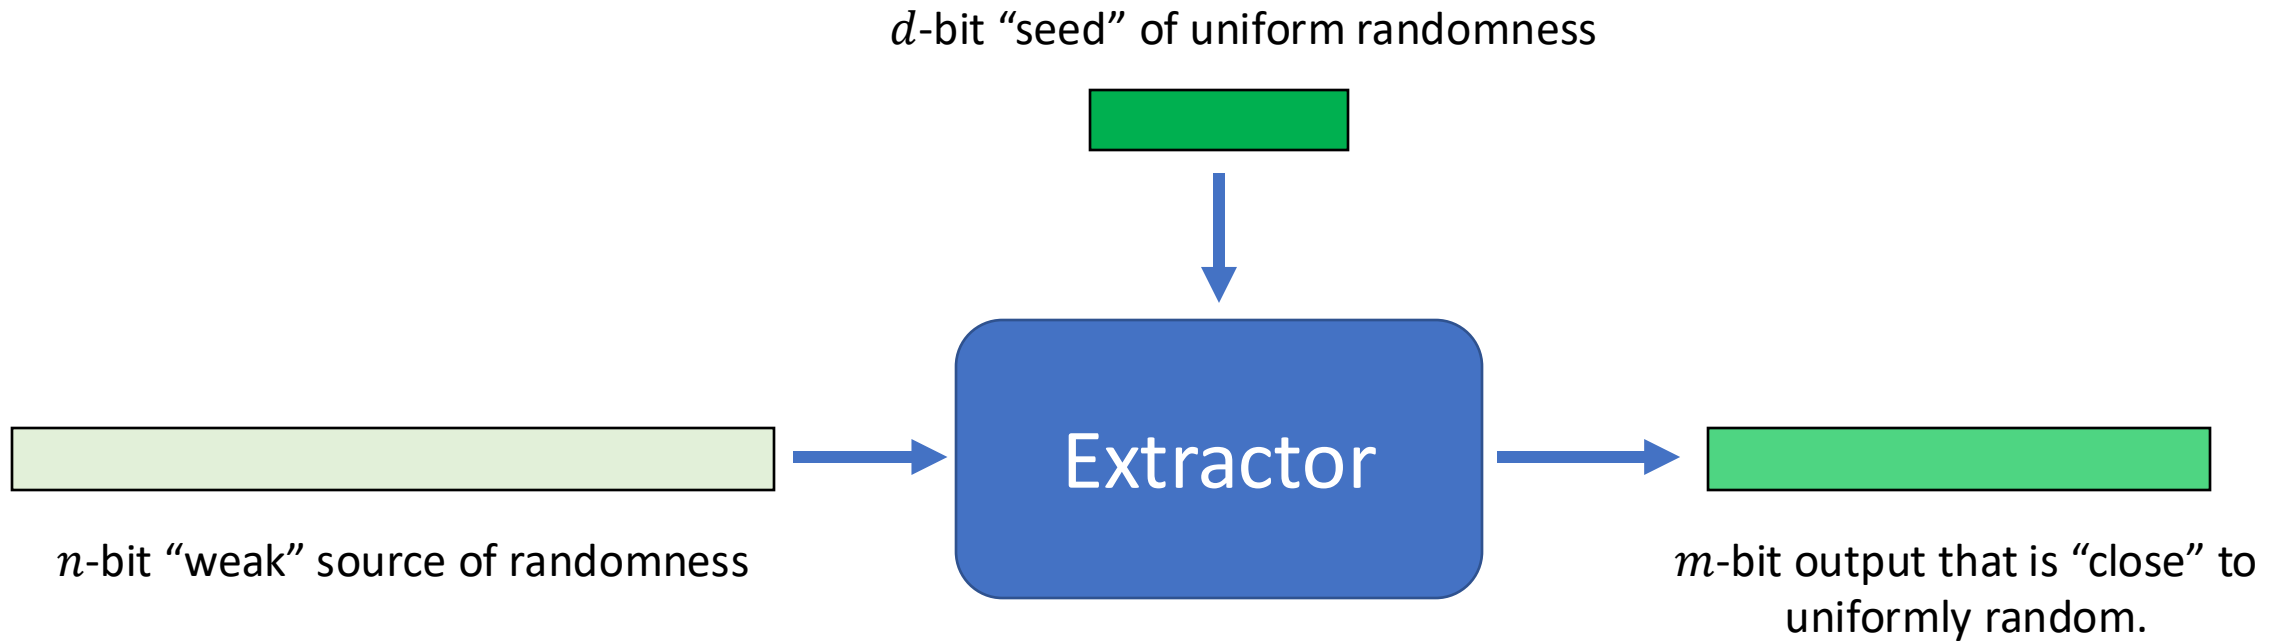 d-bit “seed” of uniform randomness
Extractor
n-bit “weak” source of randomness
m-bit output that is “close” to
uniformly random.